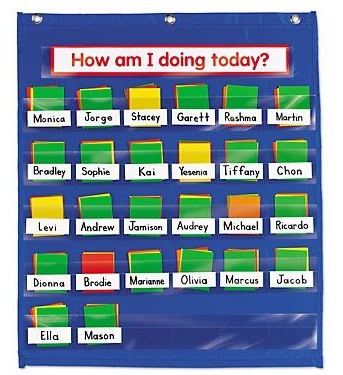 How am I doing today?
Monica Jorge Stacey Garett Rashma Martin
Bradley Sophie Kai Yesenia Tiffany Chon
Levi Andrew Jamison Audrey Michael Ricardo
Dionna Brodie Marianne Olivia Marcus Jacob
Ella Mason